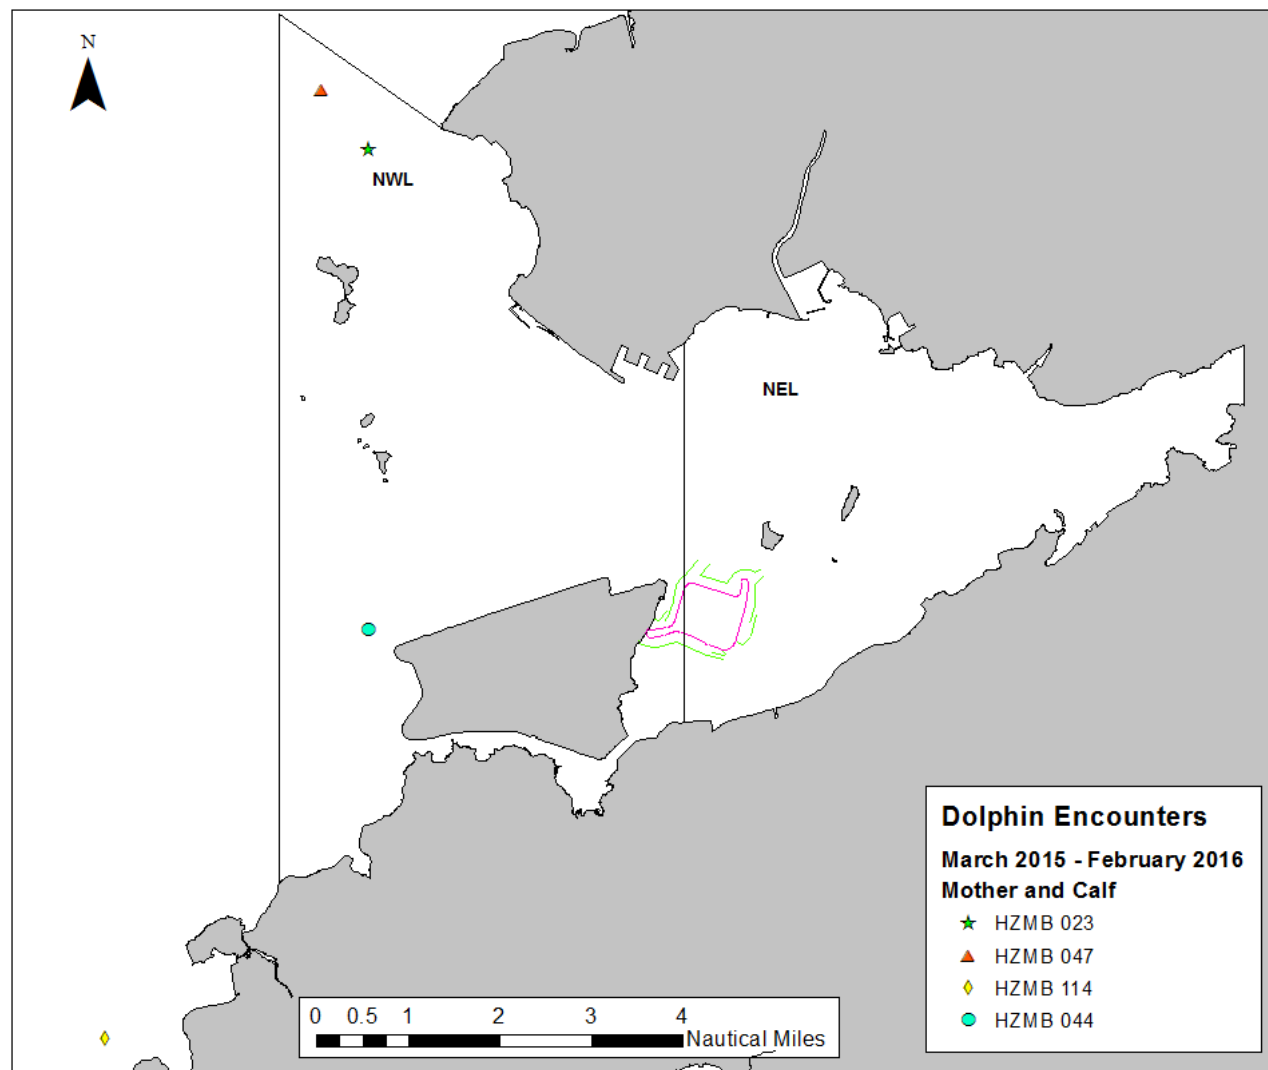 N
NWL
NEL
Dolphin Encounters
March 2015 - February 2016
Mother and Calf
HZMB 023
HZMB 047
HZMB 114
HZMB 044
0 0.5 1 2 3 4
Nautical Miles